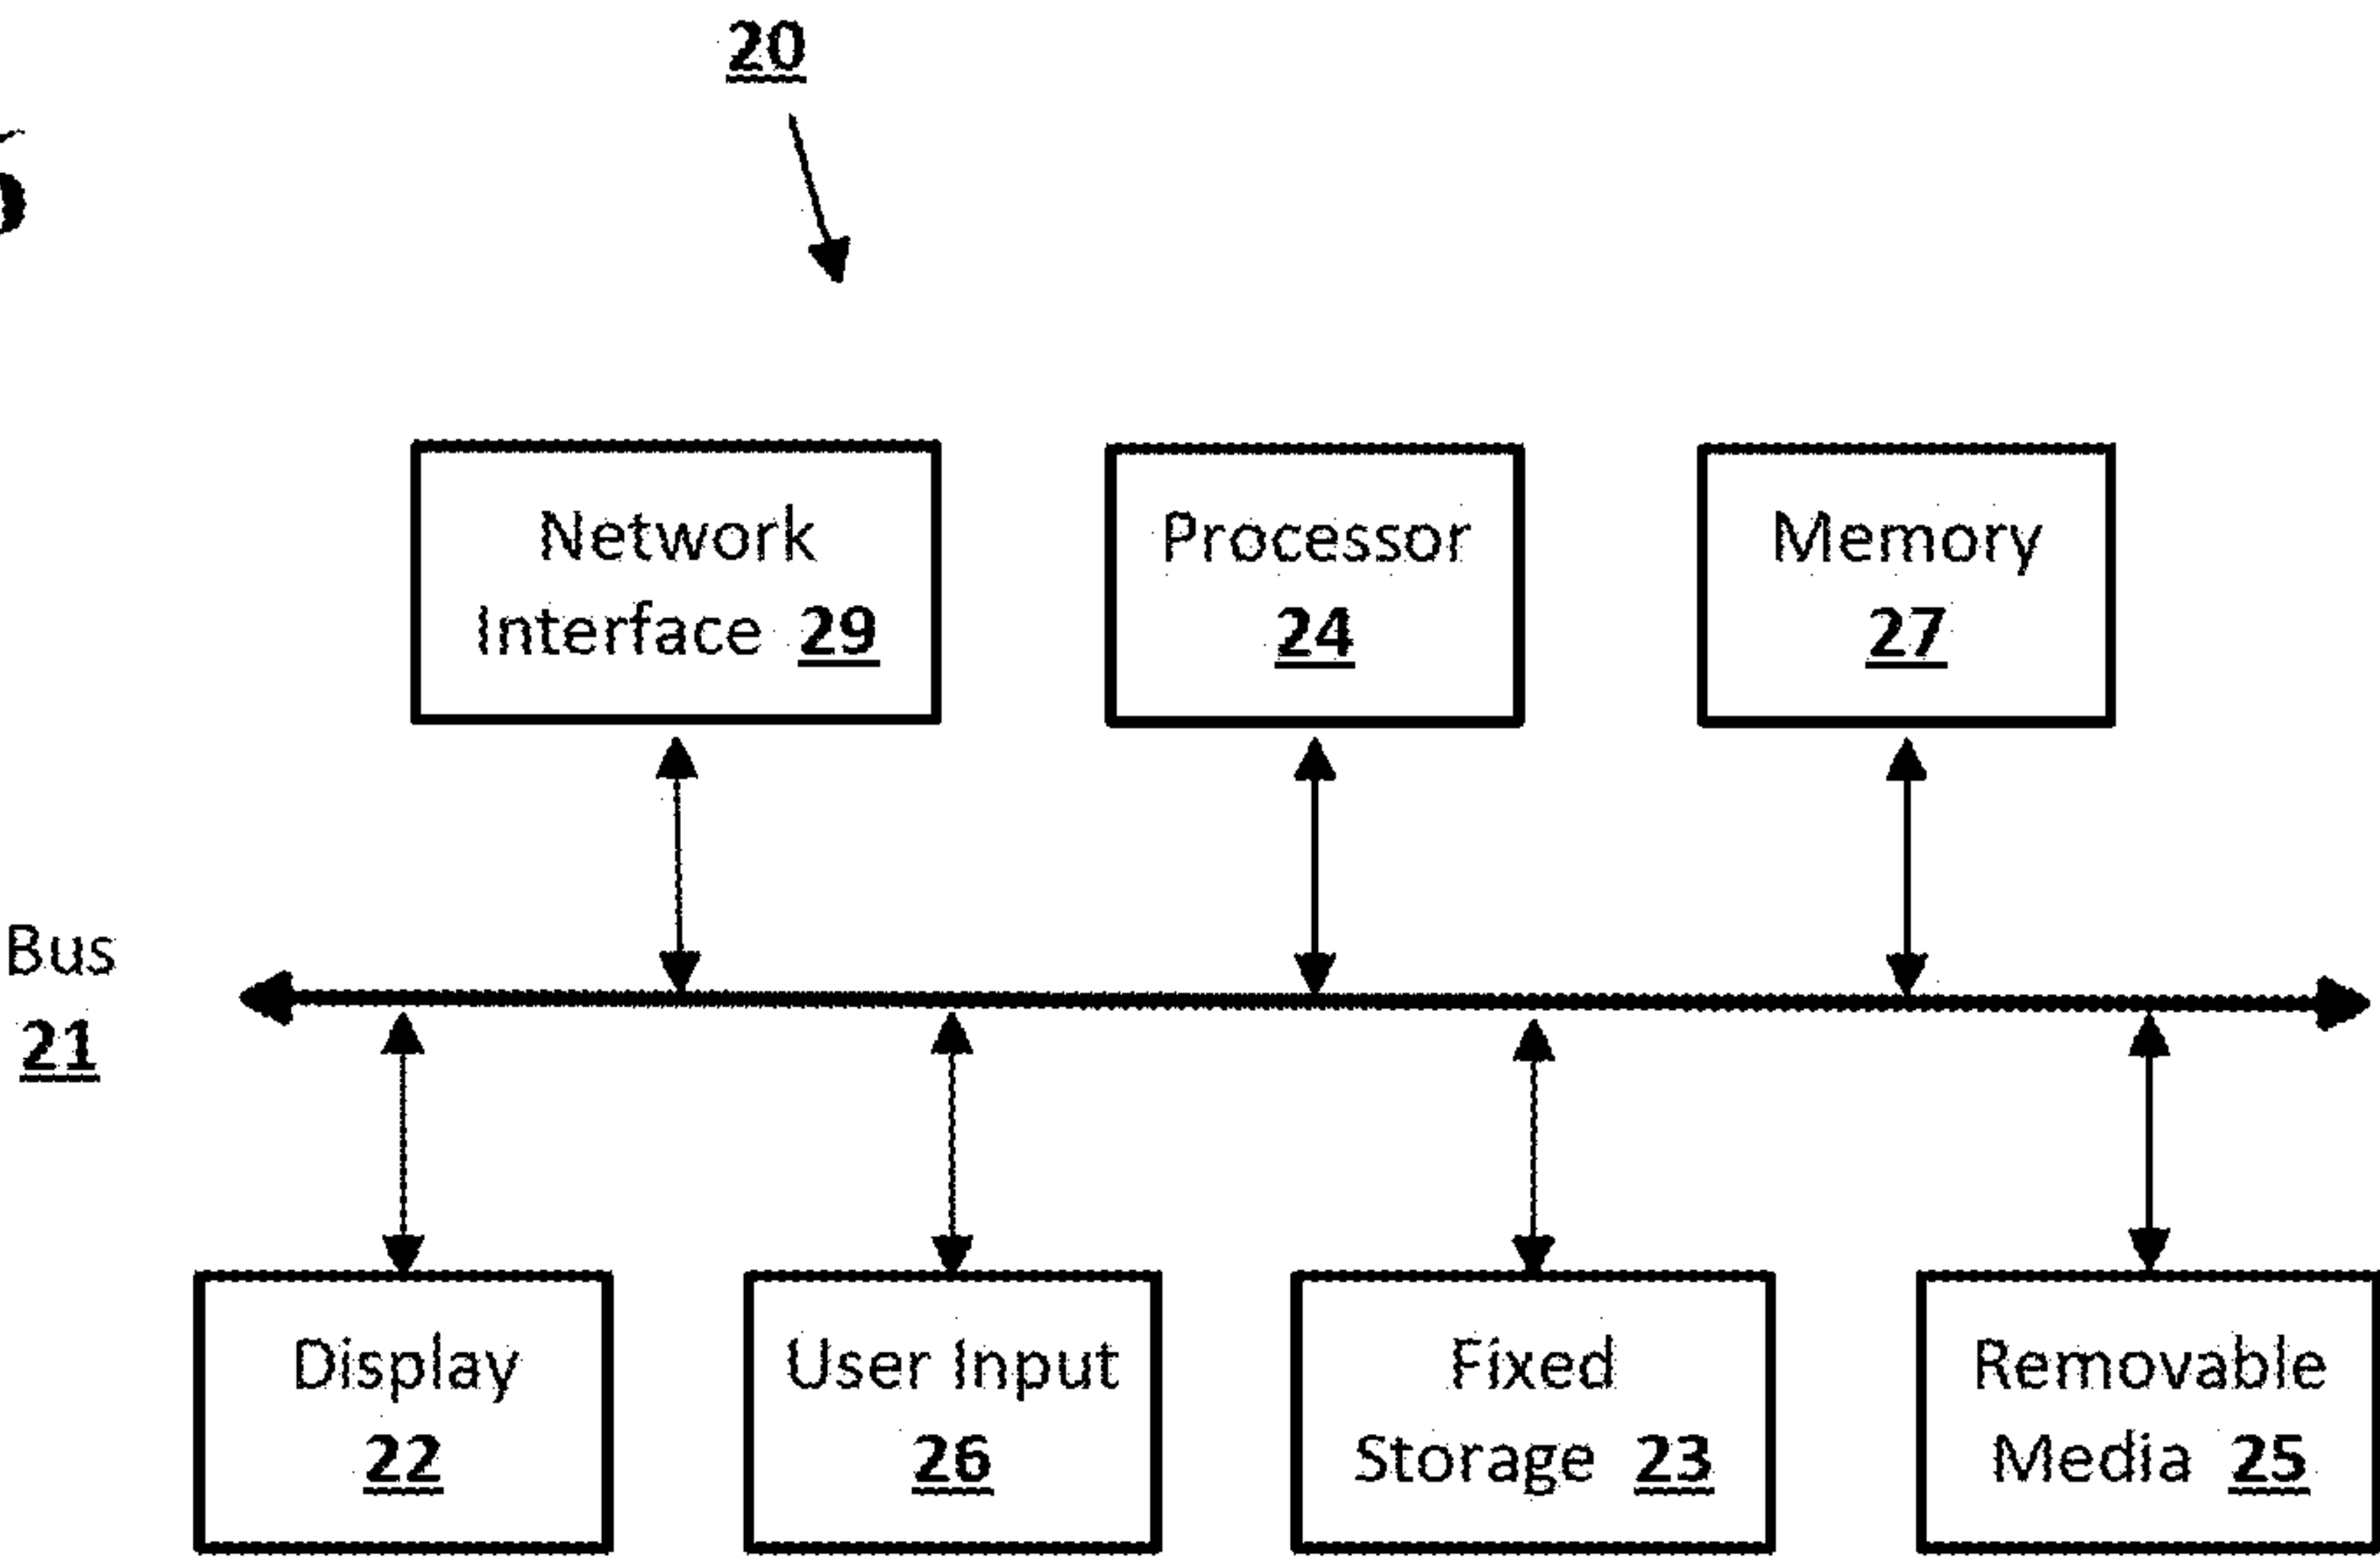 20
Network
Interface 29
Processor
24
Memory
27
Bus
21
Display
22
User Input
26
Fixed
Storage 23
Removable
Media 25